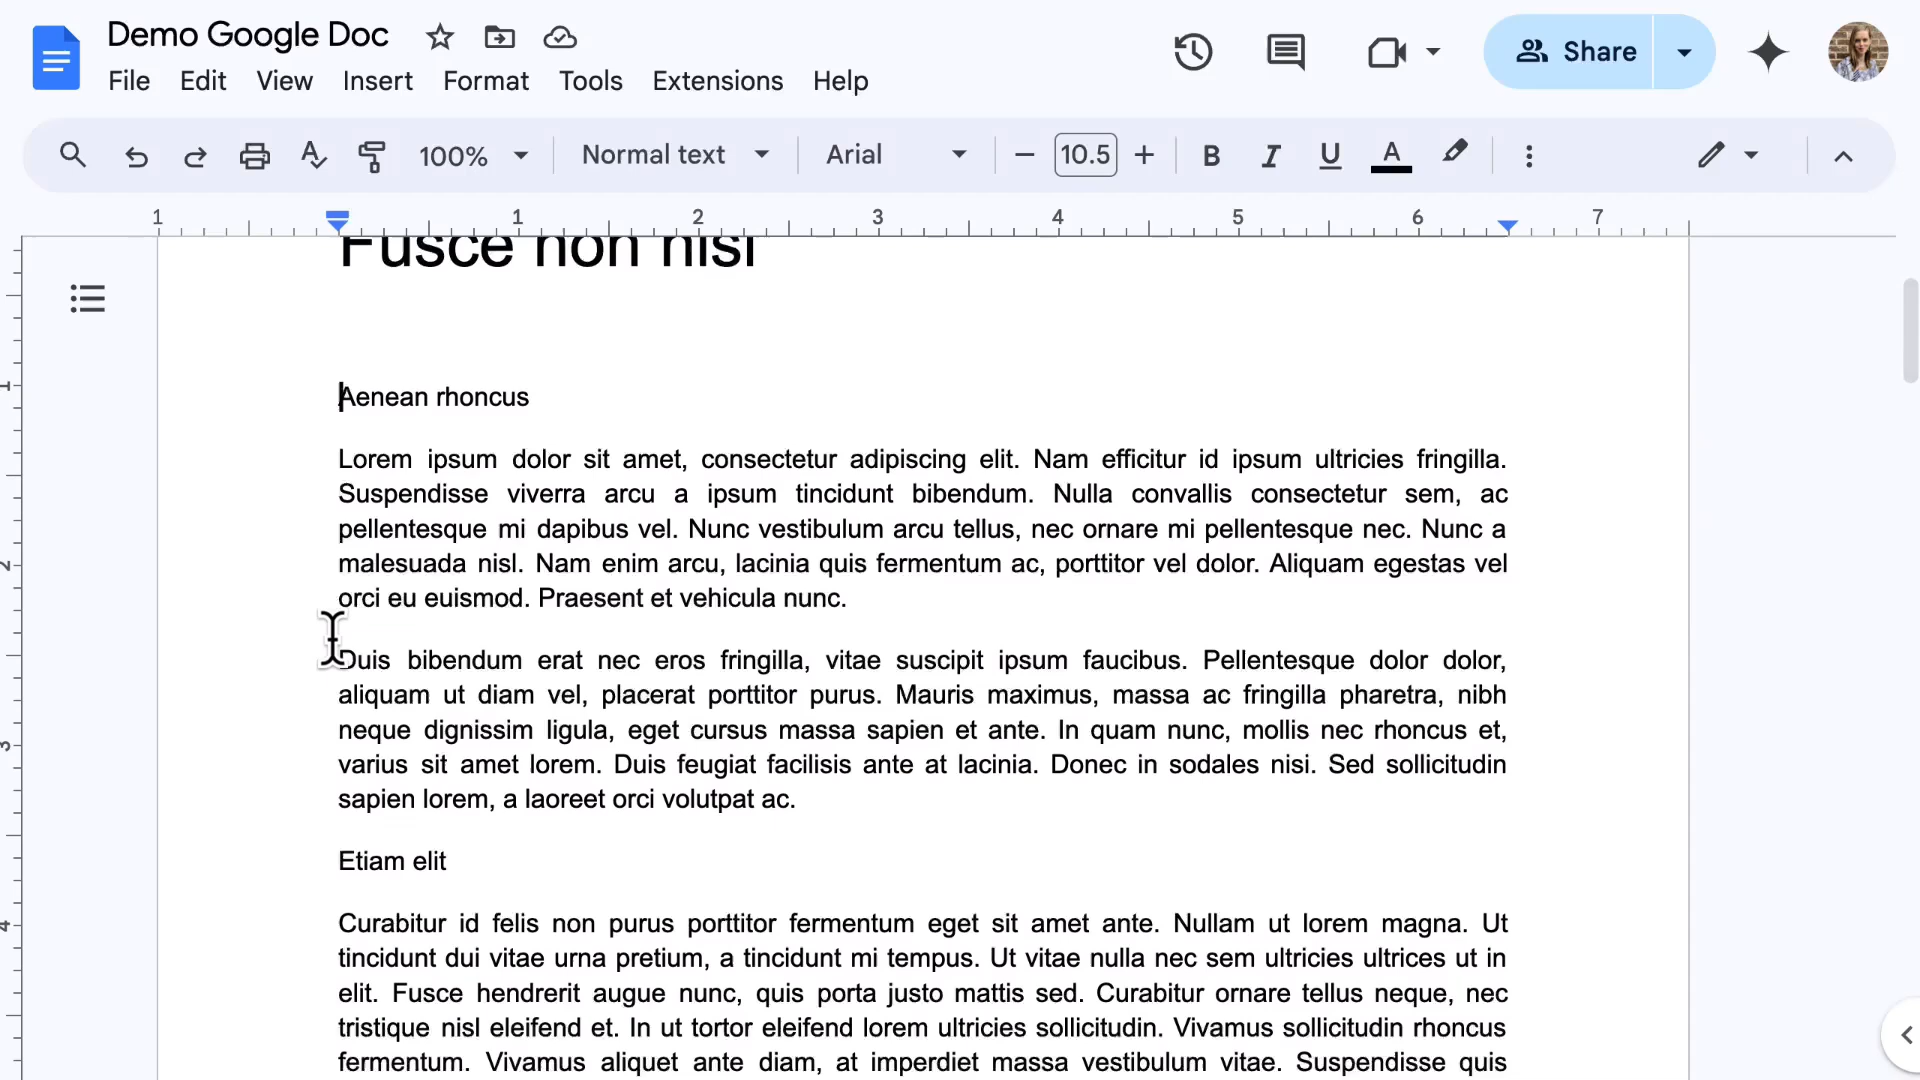 Demo Google Doc
File Edit View Insert Format Tools Extensions Help
Share
100% Normal text Arial 10.5 B I U A
1 1 2 3 4 5 6 7
Fusce non nisi
Aenean rhoncus
Lorem ipsum dolor sit amet, consectetur adipiscing elit. Nam efficitur id ipsum ultricies fringilla.
Suspendisse viverra arcu a ipsum tincidunt bibendum. Nulla convallis consectetur sem, ac
pellentesque mi dapibus vel. Nunc vestibulum arcu tellus, nec ornare mi pellentesque nec. Nunc a
malesuada nisl. Nam enim arcu, lacinia quis fermentum ac, porttitor vel dolor. Aliquam egestas vel
orci eu euismod. Praesent et vehicula nunc.
Duis bibendum erat nec eros fringilla, vitae suscipit ipsum faucibus. Pellentesque dolor dolor,
aliquam ut diam vel, placerat porttitor purus. Mauris maximus, massa ac fringilla pharetra, nibh
neque dignissim ligula, eget cursus massa sapien et ante. In quam nunc, mollis nec rhoncus et,
varius sit amet lorem. Duis feugiat facilisis ante at lacinia. Donec in sodales nisi. Sed sollicitudin
sapien lorem, a laoreet orci volutpat ac.
Etiam elit
Curabitur id felis non purus porttitor fermentum eget sit amet ante. Nullam ut lorem magna. Ut
tincidunt dui vitae urna pretium, a tincidunt mi tempus. Ut vitae nulla nec sem ultricies ultrices ut in
elit. Fusce hendrerit augue nunc, quis porta justo mattis sed. Curabitur ornare tellus neque, nec
tristique nisl eleifend et. In ut tortor eleifend lorem ultricies sollicitudin. Vivamus sollicitudin rhoncus
fermentum. Vivamus aliquet ante diam, at imperdiet massa vestibulum vitae. Suspendisse quis
1
2
3
4